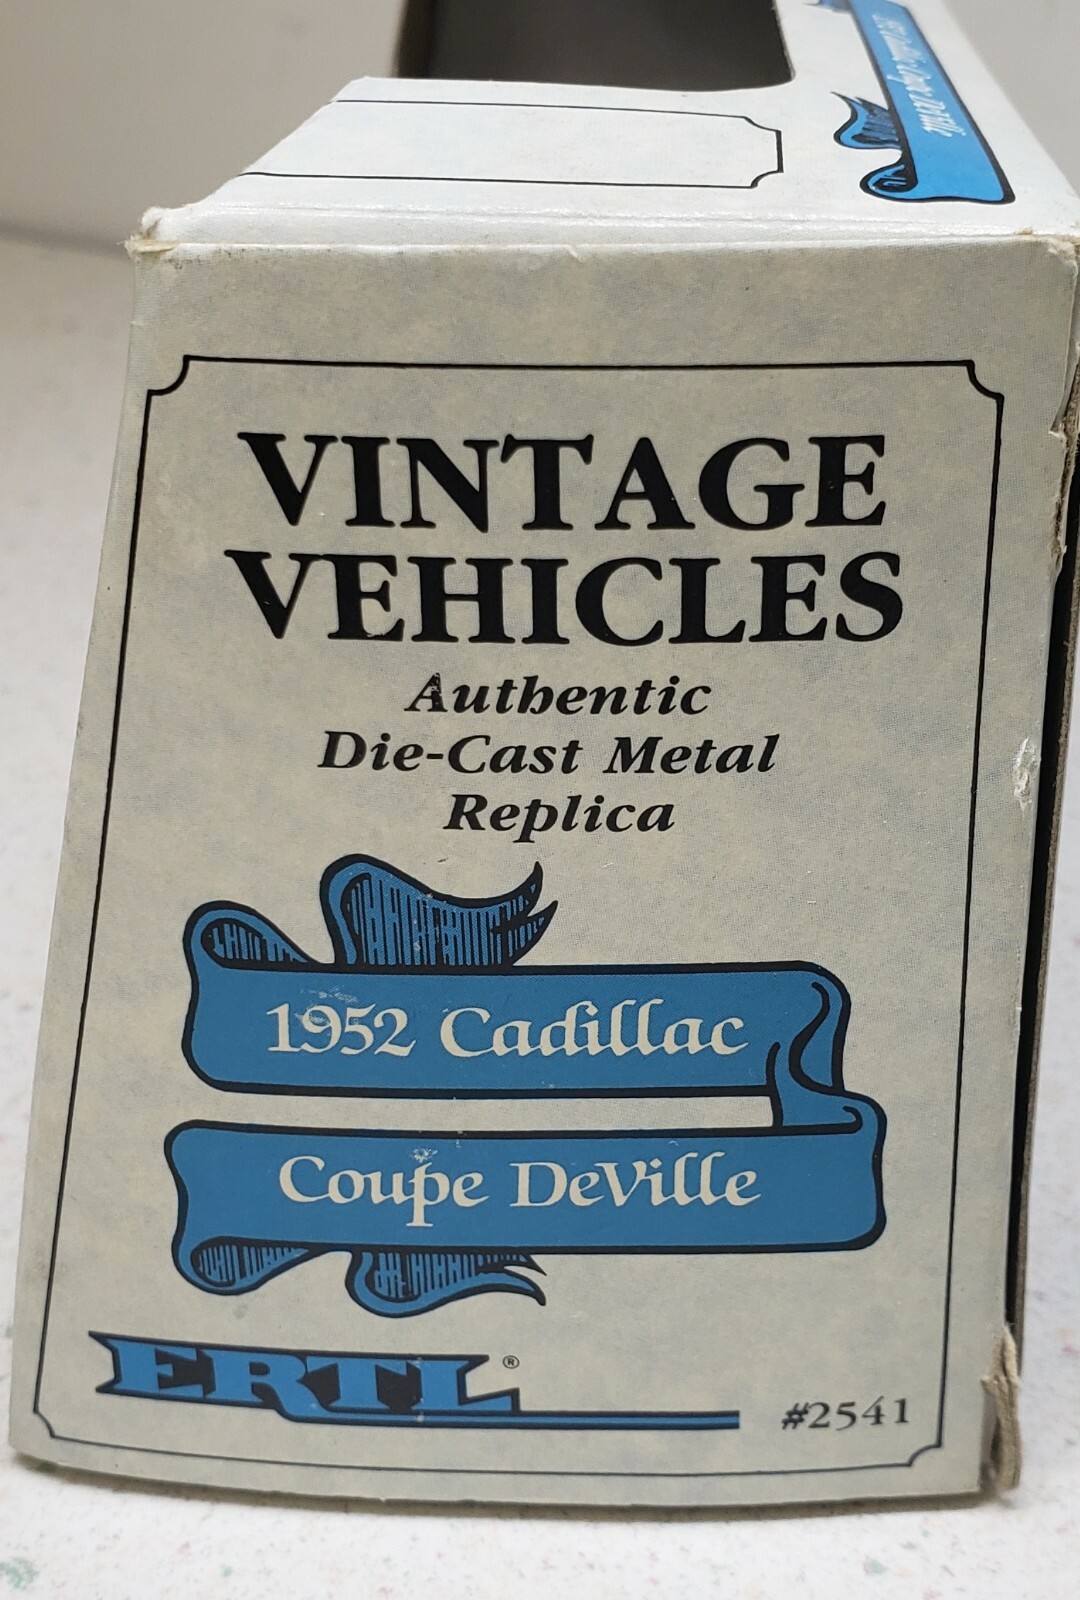 VINTAGE
VEHICLES
Authentic
Die-Cast Metal
Replica
1952 Cadillac
Coupe DeVille
ERTL®
#2541